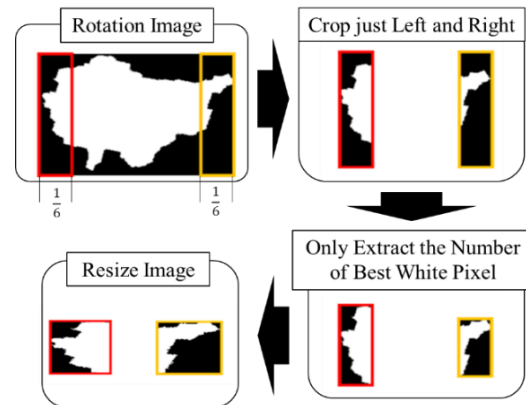 Rotation Image
1/6
1/6
Crop just Left and Right
Only Extract the Number
of Best White Pixel
Resize Image